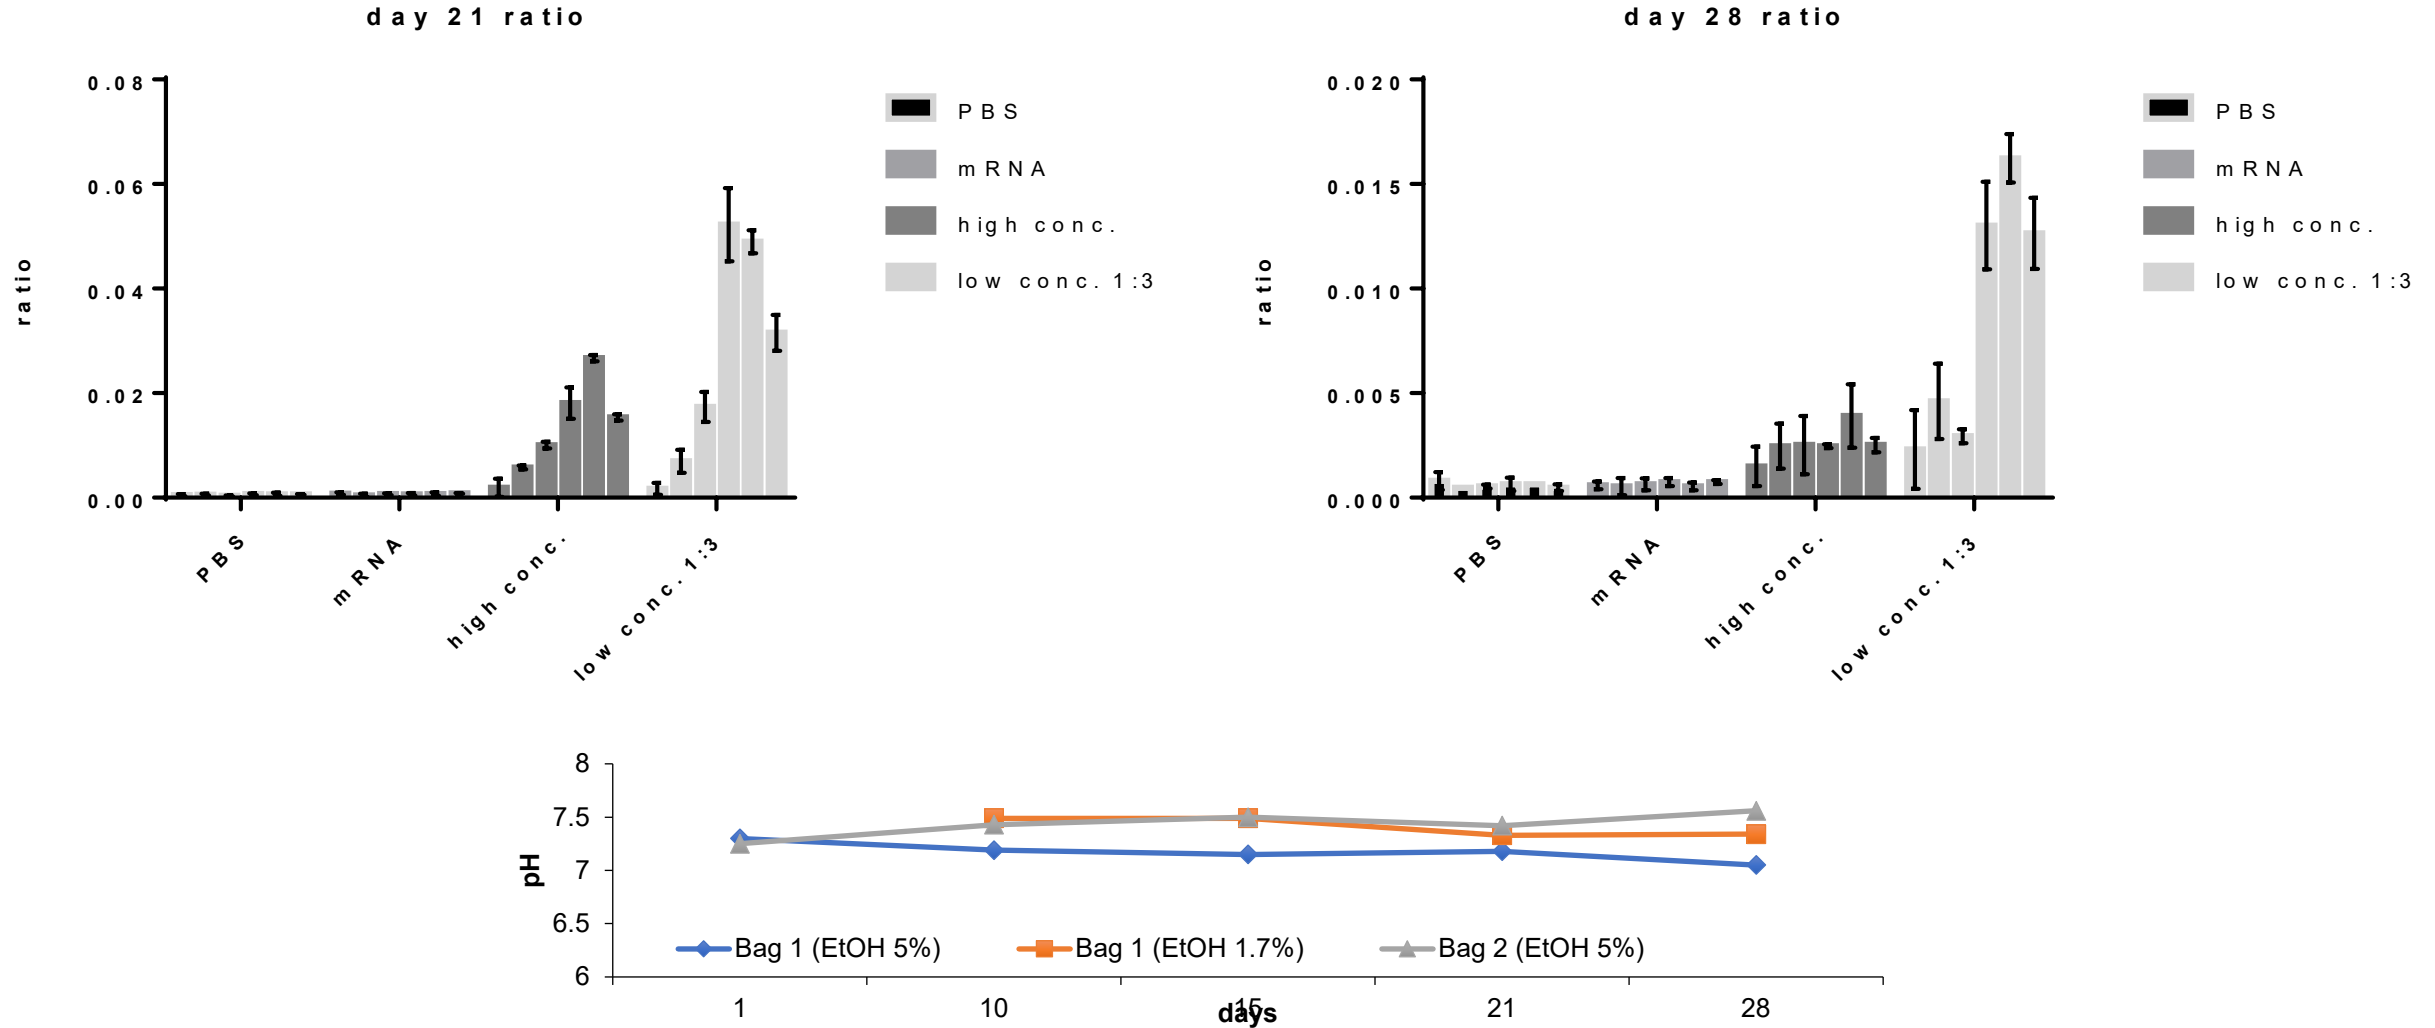 day 21 ratio
0.08
0.06
0.04
0.02
0.00
ratio
PBS
mRNA
high conc.
low conc. 1:3
PBS
mRNA
high conc.
low conc. 1:3
day 28 ratio
0.020
0.015
0.010
0.005
0.000
ratio
PBS
mRNA
high conc.
low conc. 1:3
PBS
mRNA
high conc.
low conc. 1:3
8
7.5
7
6.5
6
pH
Bag 1 (EtOH 5%) Bag 1 (EtOH 1.7%) Bag 2 (EtOH 5%)
1 10 15 21 28
days